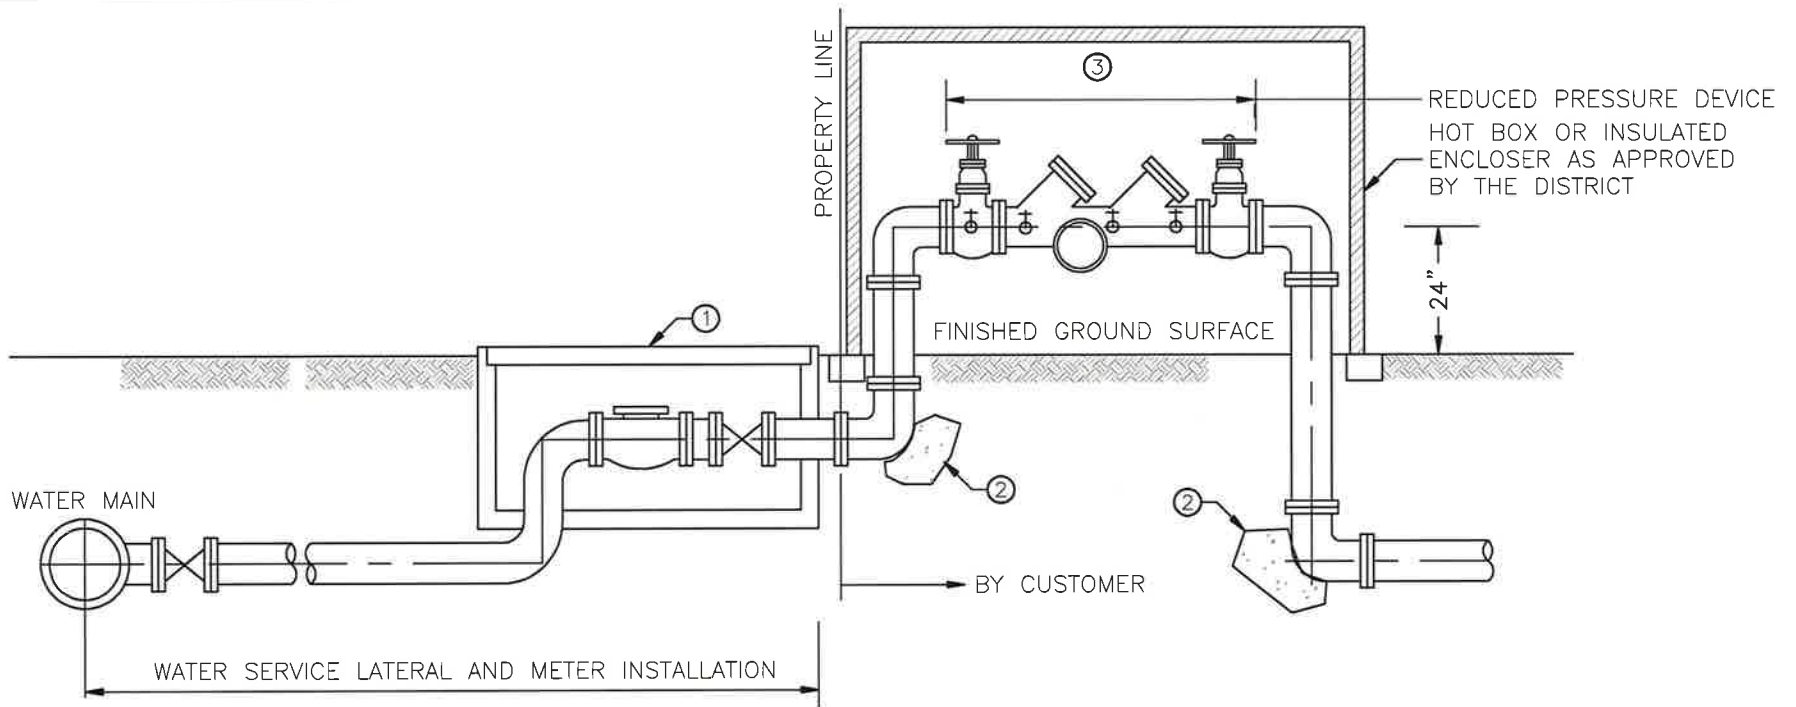 PROPERTY LINE
3
REDUCED PRESSURE DEVICE
HOT BOX OR INSULATED
ENCLOSER AS APPROVED
BY THE DISTRICT
24"
1
FINISHED GROUND SURFACE
2
2
WATER MAIN
BY CUSTOMER
WATER SERVICE LATERAL AND METER INSTALLATION